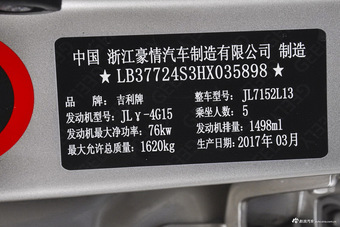 中国 浙江豪情汽车制造有限公司 制造
★LB37724S3HX035898★
品 牌：吉利牌 整车型号：JL7152L13
发动机型号：JLγ-4G15 乘坐人数：5
发动机最大净功率：76kw 发动机排量：1498ml
最大允许总质量：1620kg 生产日期：2017年03月